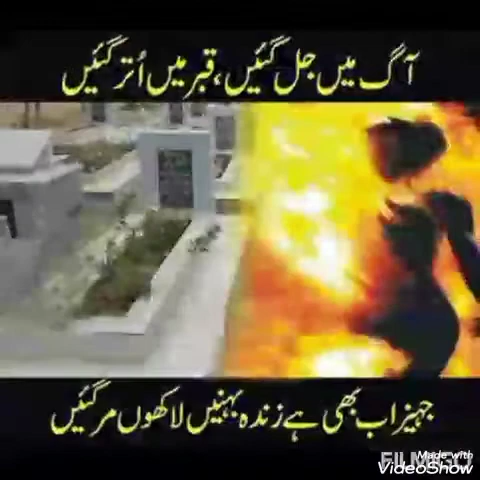 آگ میں جل گئیں، قبر میں اُتر گئیں
جہیز اب بھی ہے زندہ بہنیں لاکھوں مر گئیں
Made with
FILMIGO
VideoShow